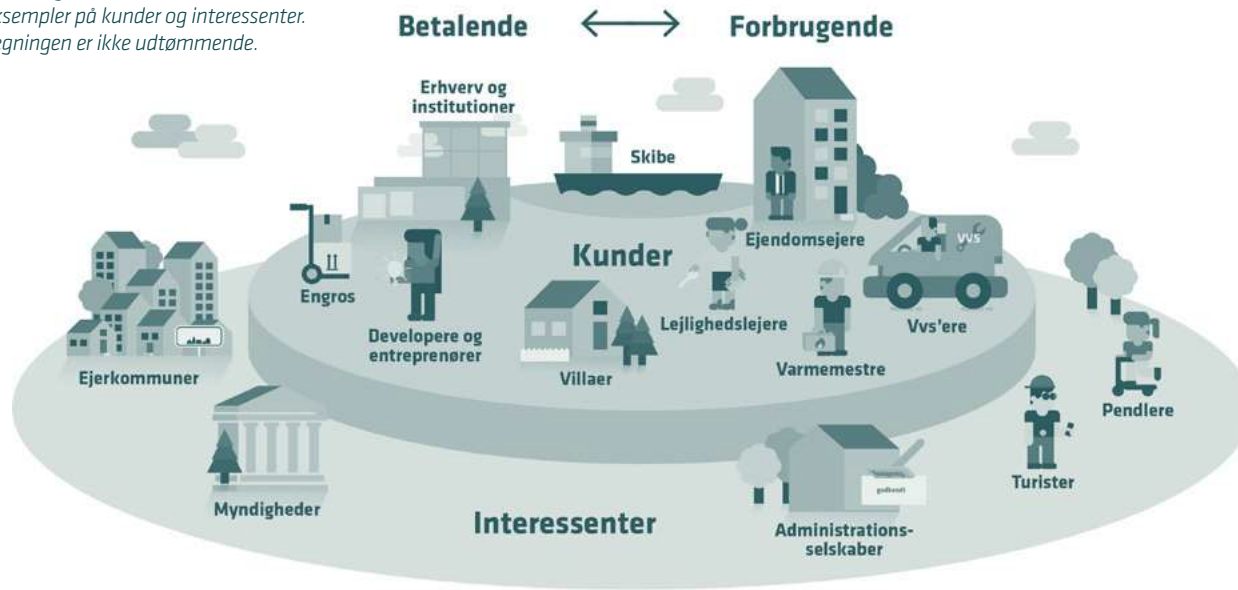 ksempler på kunder og interessenter.
egningen er ikke udtømmende.
Betalende
Forbrugende
Erhverv og
institutioner
Skibe
Kunder
Ejendomsejere
VVS
Engros
Developere og
entreprenører
Villaer
Lejlighedslejere
Varmemestre
Vvs'ere
Ejerkommuner
Pendlere
Myndigheder
Interessenter
godkendt
Administrations-
selskaber
Turister